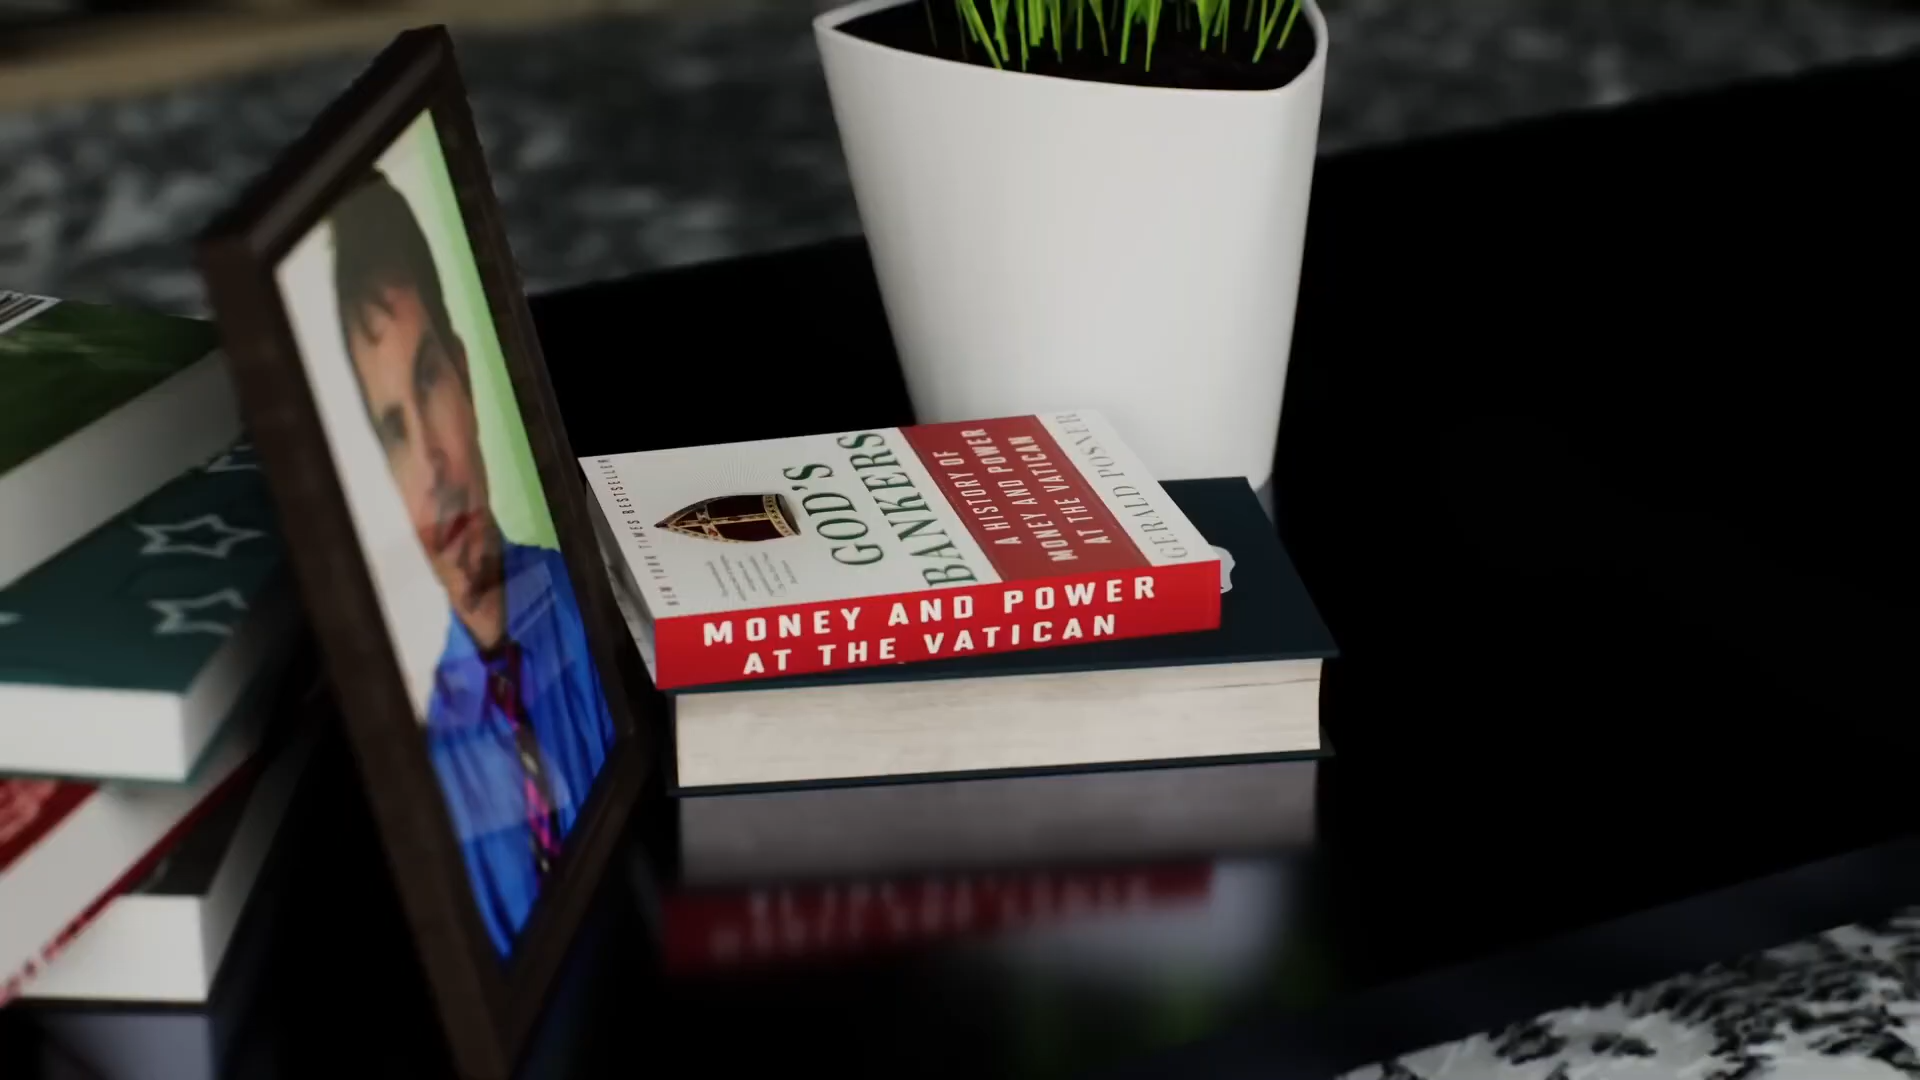 NEW YORK TIMES BESTSELLER
GOD'S
BANKERS
A HISTORY OF
MONEY AND POWER
AT THE VATICAN
GERALD POSNER
MONEY AND POWER
AT THE VATICAN